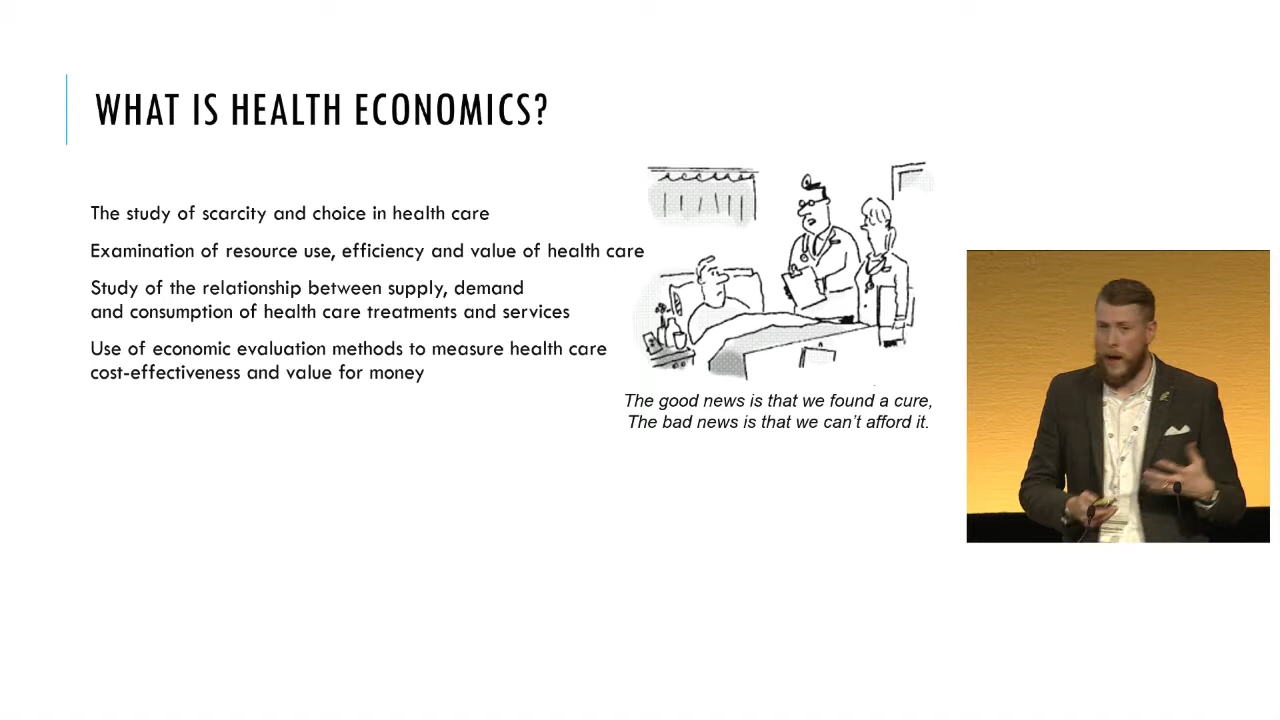 WHAT IS HEALTH ECONOMICS?
The study of scarcity and choice in health care
Examination of resource use, efficiency and value of health care
Study of the relationship between supply, demand
and consumption of health care treatments and services
Use of economic evaluation methods to measure health care
cost-effectiveness and value for money
The good news is that we found a cure,
The bad news is that we can't afford it.